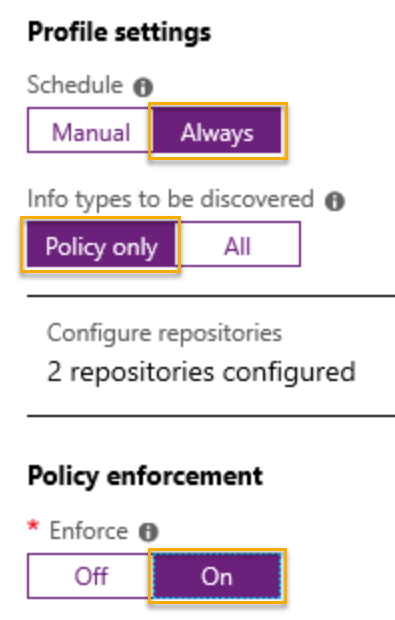 Profile settings
Schedule
Manual Always
Info types to be discovered
Policy only All
Configure repositories
2 repositories configured
Policy enforcement
* Enforce
Off On